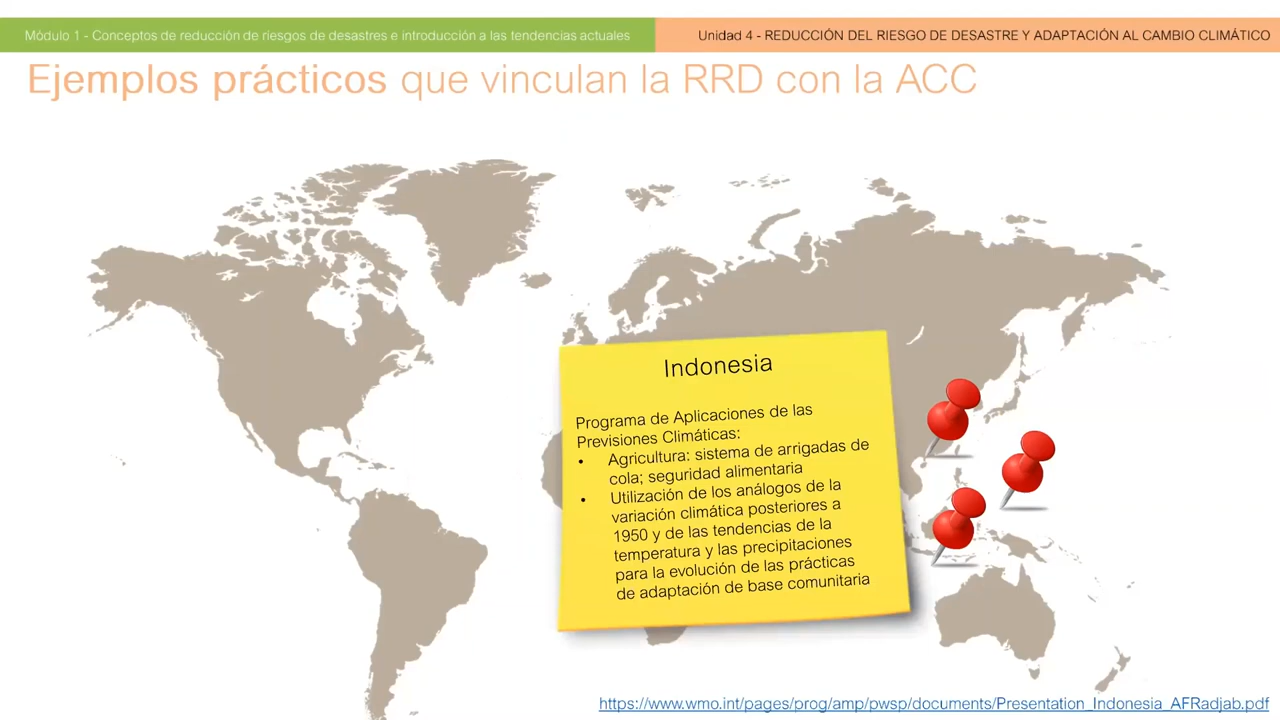 Módulo 1 - Conceptos de reducción de riesgos de desastres e introducción a las tendencias actuales
Unidad 4 - REDUCCIÓN DEL RIESGO DE DESASTRE Y ADAPTACIÓN AL CAMBIO CLIMÁTICO
Ejemplos prácticos que vinculan la RRD con la ACC
Indonesia
Programa de Aplicaciones de las
Previsiones Climáticas:
• Agricultura: sistema de arrigadas de
cola; seguridad alimentaria
• Utilización de los análogos de la
variación climática posteriores a
1950 y de las tendencias de la
temperatura y las precipitaciones
para la evolución de las prácticas
de adaptación de base comunitaria
https://www.wmo.int/pages/prog/amp/pwsp/documents/Presentation_Indonesia_AFRadjab.pdf